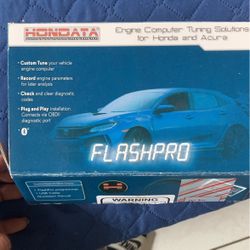 HONDATA
Engine Computer Tuning Solutions
for Honda and Acura
• Custom Tune your vehicle
engine computer
• Record engine parameters
for later analysis
• Check and clear diagnostic
codes
• Plug and Play installation.
Connects via OBDII
diagnostic port
FLASHPRO
WARNING